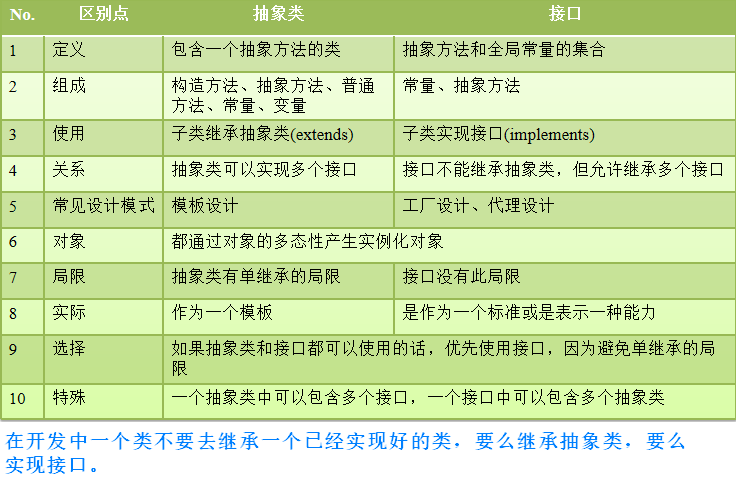 No. 区别点 抽象类 接口
1 定义 包含一个抽象方法的类 抽象方法和全局常量的集合
2 组成 构造方法、抽象方法、普通 常量、抽象方法
方法、常量、变量
3 使用 子类继承抽象类(extends) 子类实现接口(implements)
4 关系 抽象类可以实现多个接口 接口不能继承抽象类，但允许继承多个接口
5 常见设计模式 模板设计 工厂设计、代理设计
6 对象 都通过对象的多态性产生实例化对象
7 局限 抽象类有单继承的局限 接口没有此局限
8 实际 作为一个模板 是作为一个标准或是表示一种能力
9 选择 如果抽象类和接口都可以使用的话，优先使用接口，因为避免单继承的局
限
10 特殊 一个抽象类中可以包含多个接口，一个接口中可以包含多个抽象类
在开发中一个类不要去继承一个已经实现好的类，要么继承抽象类，要么
实现接口。